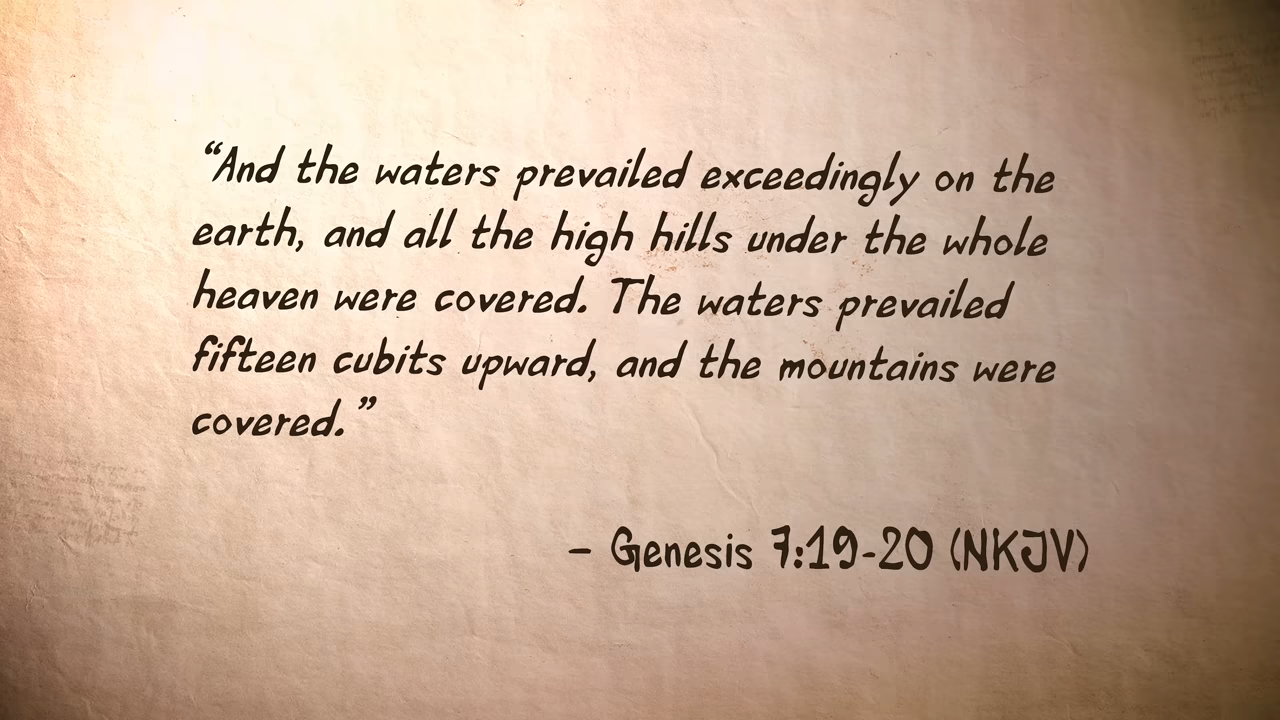 “And the waters prevailed exceedingly on the
earth, and all the high hills under the whole
heaven were covered. The waters prevailed
fifteen cubits upward, and the mountains were
covered.”
– Genesis 7:19-20 (NKJV)